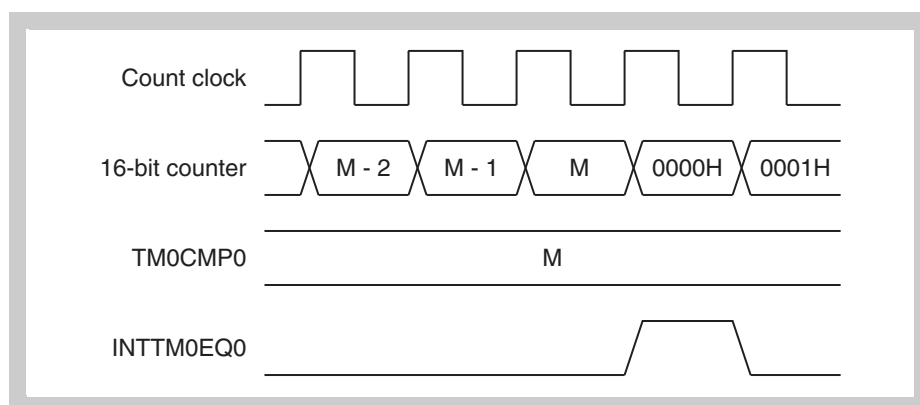 Count clock
16-bit counter M - 2 M - 1 M 0000H 0001H
TM0CMP0 M
INTTM0EQ0